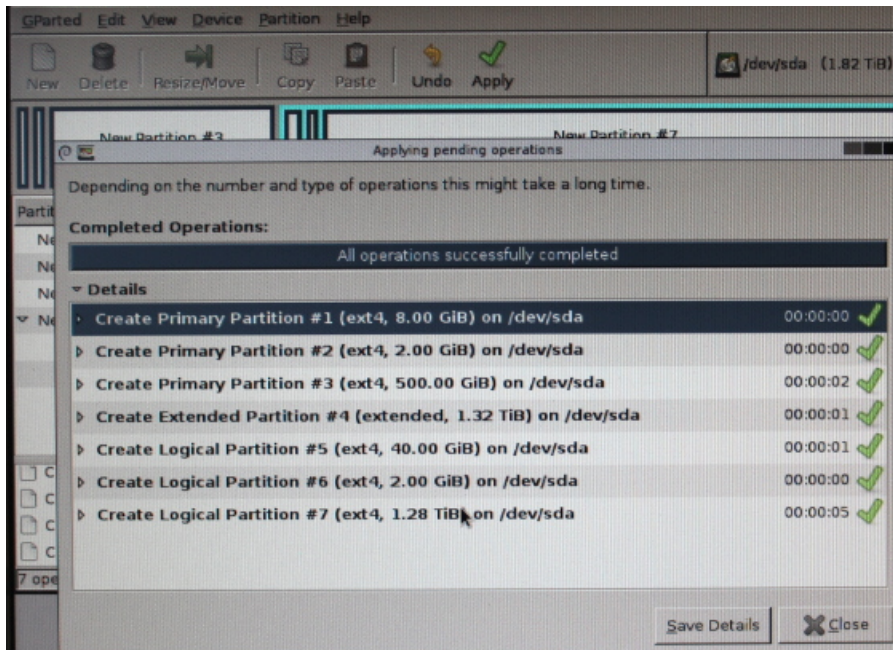 GParted Edit View Device Partition Help
New Delete Resize/Move Copy Paste Undo Apply /dev/sda (1.82 TiB)
New Partition #3 New Partition #7
Applying pending operations
Depending on the number and type of operations this might take a long time.
Partit
Completed Operations:
Ne
All operations successfully completed
Ne
Ne
Details
Ne
Create Primary Partition #1 (ext4, 8.00 GiB) on /dev/sda 00:00:00
Create Primary Partition #2 (ext4, 2.00 GiB) on /dev/sda 00:00:00
Create Primary Partition #3 (ext4, 500.00 GiB) on /dev/sda 00:00:02
Create Extended Partition #4 (extended, 1.32 TiB) on /dev/sda 00:00:01
Create Logical Partition #5 (ext4, 40.00 GiB) on /dev/sda 00:00:01
C
Create Logical Partition #6 (ext4, 2.00 GiB) on /dev/sda 00:00:00
C
Create Logical Partition #7 (ext4, 1.28 TiB) on /dev/sda 00:00:05
C
C
7 ope
Save Details Close